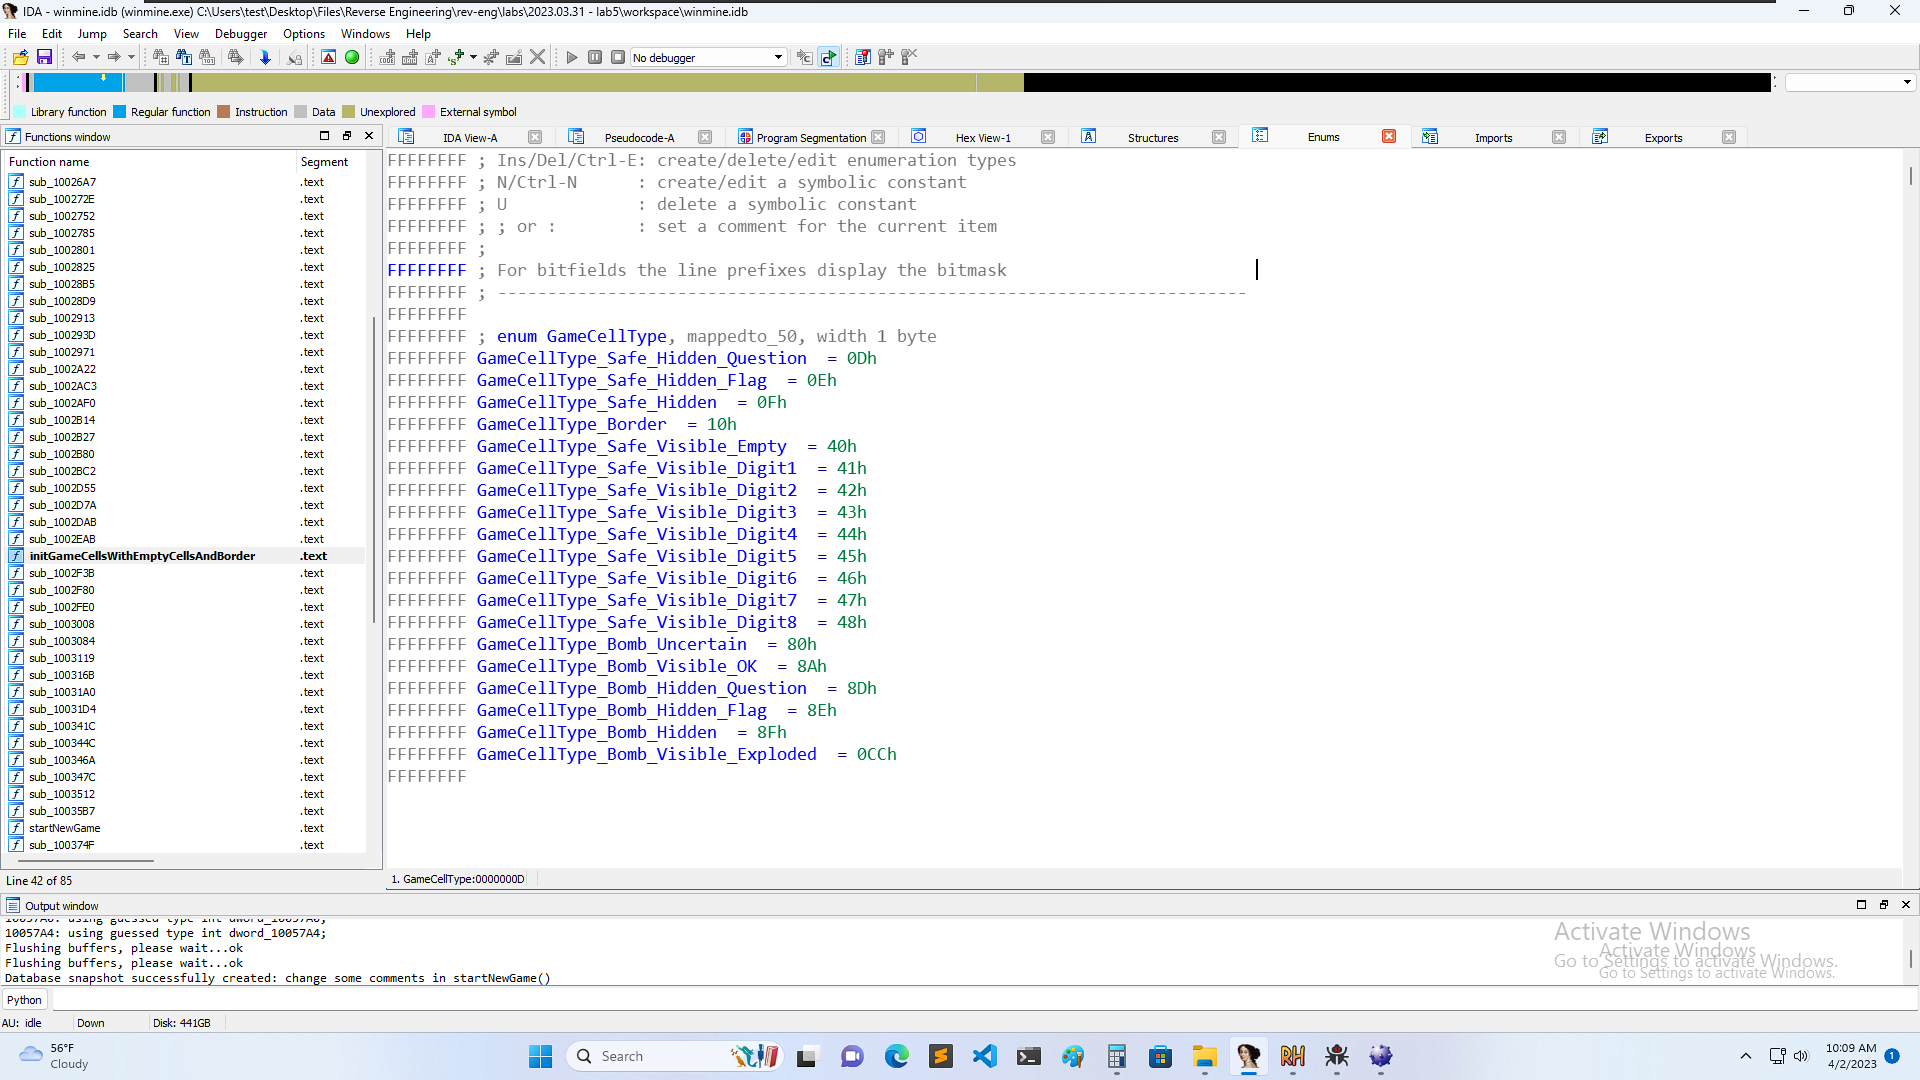 IDA - winmine.idb (winmine.exe) C:\Users\test\Desktop\Files\Reverse Engineering\rev-eng\labs\2023.03.31 - lab5\workspace\winmine.idb
File Edit Jump Search View Debugger Options Windows Help
No debugger
Library function Regular function Instruction Data Unexplored External symbol
Functions window
IDA View-A Pseudocode-A Program Segmentation Hex View-1 Structures Enums Imports Exports
Function name Segment
sub_10026A7 .text
sub_100272E .text
sub_1002752 .text
sub_1002785 .text
sub_1002801 .text
sub_1002825 .text
sub_10028B5 .text
sub_10028D9 .text
sub_1002913 .text
sub_100293D .text
sub_1002971 .text
sub_1002A22 .text
sub_1002AC3 .text
sub_1002AF0 .text
sub_1002B14 .text
sub_1002B27 .text
sub_1002B80 .text
sub_1002BC2 .text
sub_1002D55 .text
sub_1002D7A .text
sub_1002DAB .text
sub_1002EAB .text
initGameCellsWithEmptyCellsAndBorder .text
sub_1002F3B .text
sub_1002F80 .text
sub_1002FE0 .text
sub_1003008 .text
sub_1003084 .text
sub_1003119 .text
sub_100316B .text
sub_10031A0 .text
sub_10031D4 .text
sub_100341C .text
sub_100344C .text
sub_100346A .text
sub_100347C .text
sub_1003512 .text
sub_10035B7 .text
startNewGame .text
sub_100374F .text
Line 42 of 85
FFFFFFFF ; Ins/Del/Ctrl-E: create/delete/edit enumeration types
FFFFFFFF ; N/Ctrl-N : create/edit a symbolic constant
FFFFFFFF ; U : delete a symbolic constant
FFFFFFFF ; ; or : : set a comment for the current item
FFFFFFFF ;
FFFFFFFF ; For bitfields the line prefixes display the bitmask
FFFFFFFF ; ---------------------------------------------------------------------------
FFFFFFFF
FFFFFFFF ; enum GameCellType, mappedto_50, width 1 byte
FFFFFFFF GameCellType_Safe_Hidden_Question = 0Dh
FFFFFFFF GameCellType_Safe_Hidden_Flag = 0Eh
FFFFFFFF GameCellType_Safe_Hidden = 0Fh
FFFFFFFF GameCellType_Border = 10h
FFFFFFFF GameCellType_Safe_Visible_Empty = 40h
FFFFFFFF GameCellType_Safe_Visible_Digit1 = 41h
FFFFFFFF GameCellType_Safe_Visible_Digit2 = 42h
FFFFFFFF GameCellType_Safe_Visible_Digit3 = 43h
FFFFFFFF GameCellType_Safe_Visible_Digit4 = 44h
FFFFFFFF GameCellType_Safe_Visible_Digit5 = 45h
FFFFFFFF GameCellType_Safe_Visible_Digit6 = 46h
FFFFFFFF GameCellType_Safe_Visible_Digit7 = 47h
FFFFFFFF GameCellType_Safe_Visible_Digit8 = 48h
FFFFFFFF GameCellType_Bomb_Uncertain = 80h
FFFFFFFF GameCellType_Bomb_Visible_OK = 8Ah
FFFFFFFF GameCellType_Bomb_Hidden_Question = 8Dh
FFFFFFFF GameCellType_Bomb_Hidden_Flag = 8Eh
FFFFFFFF GameCellType_Bomb_Hidden = 8Fh
FFFFFFFF GameCellType_Bomb_Visible_Exploded = 0CCh
FFFFFFFF
1. GameCellType:0000000D
Output window
10057A4: using guessed type int dword_10057A4;
Flushing buffers, please wait...ok
Flushing buffers, please wait...ok
Database snapshot successfully created: change some comments in startNewGame()
Activate Windows
Activate Windows
Go to Settings to activate Windows.
Go to Settings to activate Windows.
Python
AU: idle Down Disk: 441GB
56°F
Cloudy
Search
RH
10:09 AM
4/2/2023
1